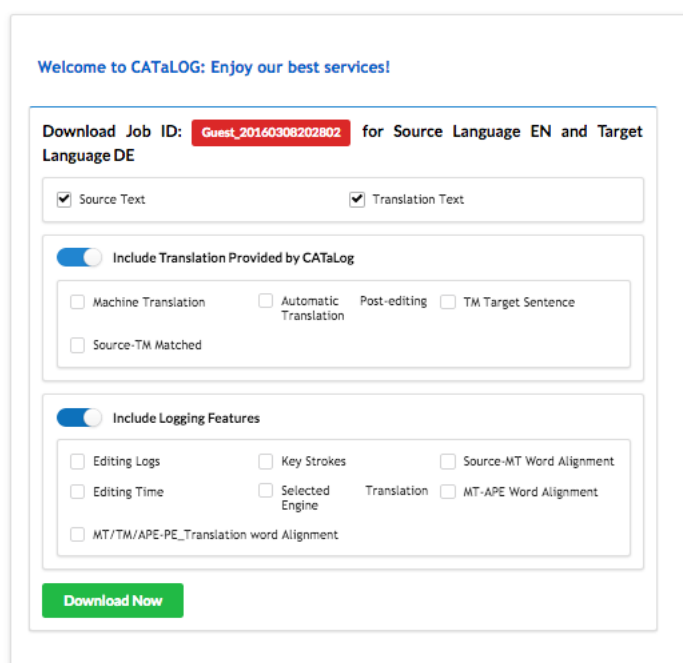 Welcome to CATaLOG: Enjoy our best services!
Download Job ID: Guest_20160308202802 for Source Language EN and Target
Language DE
Source Text Translation Text
Include Translation Provided by CATaLog
Machine Translation Automatic Post-editing TM Target Sentence
Translation
Source-TM Matched
Include Logging Features
Editing Logs Key Strokes Source-MT Word Alignment
Editing Time Selected Translation MT-APE Word Alignment
Engine
MT/TM/APE-PE_Translation word Alignment
Download Now